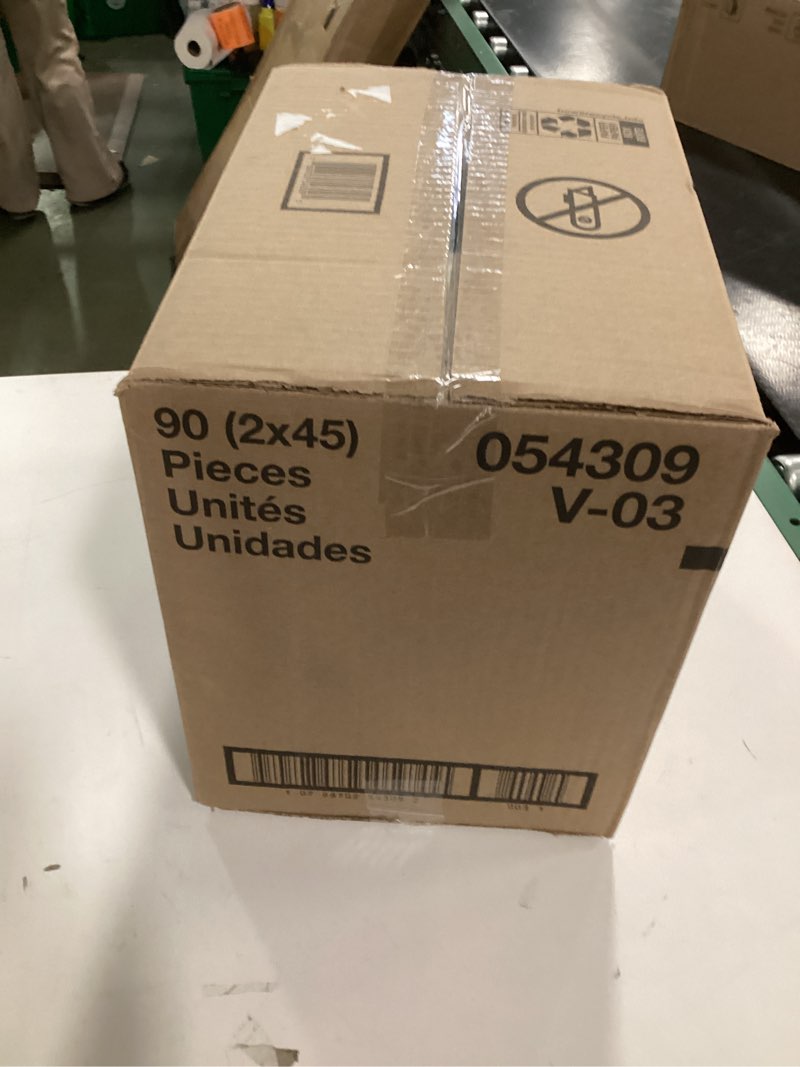 90 (2x45)
Pieces
Unités
Unidades
054309
V-03